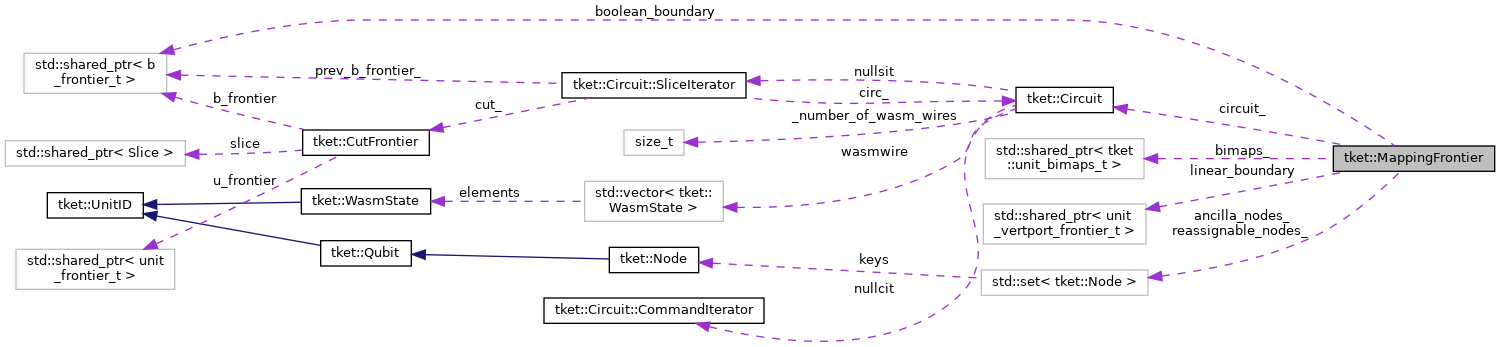 boolean_boundary
std::shared_ptr< b
_frontier_t >
prev_b_frontier_
b_frontier
tket::Circuit::SliceIterator
nullsit
circ_
tket::Circuit
cut_
_number_of_wasm_wires
circuit_
std::shared_ptr< Slice >
slice
tket::CutFrontier
size_t
wasmwire
std::shared_ptr< tket
::unit_bimaps_t >
bimaps_
linear_boundary
tket::MappingFrontier
u_frontier
tket::UnitID
tket::WasmState
elements
std::vector< tket::
WasmState >
std::shared_ptr< unit
_vertport_frontier_t >
ancilla_nodes_
reassignable_nodes_
std::shared_ptr< unit
_frontier_t >
tket::Qubit
tket::Node
keys
nullcit
std::set< tket::Node >
tket::Circuit::CommandIterator